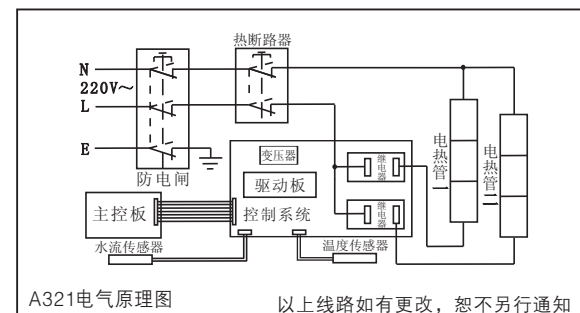 热断路器
N
220V～
L
E
防电闸
变压器
驱动板
控制系统
主控板
继电器
继电器
电热管一
电热管二
水流传感器
温度传感器
A321电气原理图
以上线路如有更改，恕不另行通知